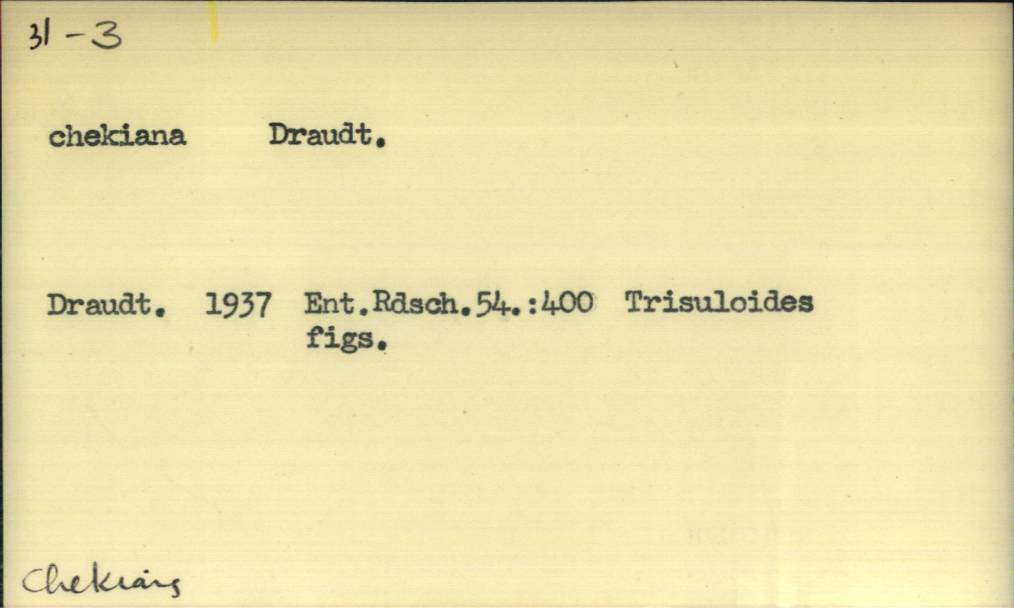 31-3
chekiana Draudt.
Draudt. 1937 Ent.Rdsch.54.:400 Trisuloides
figs.
Chekiang